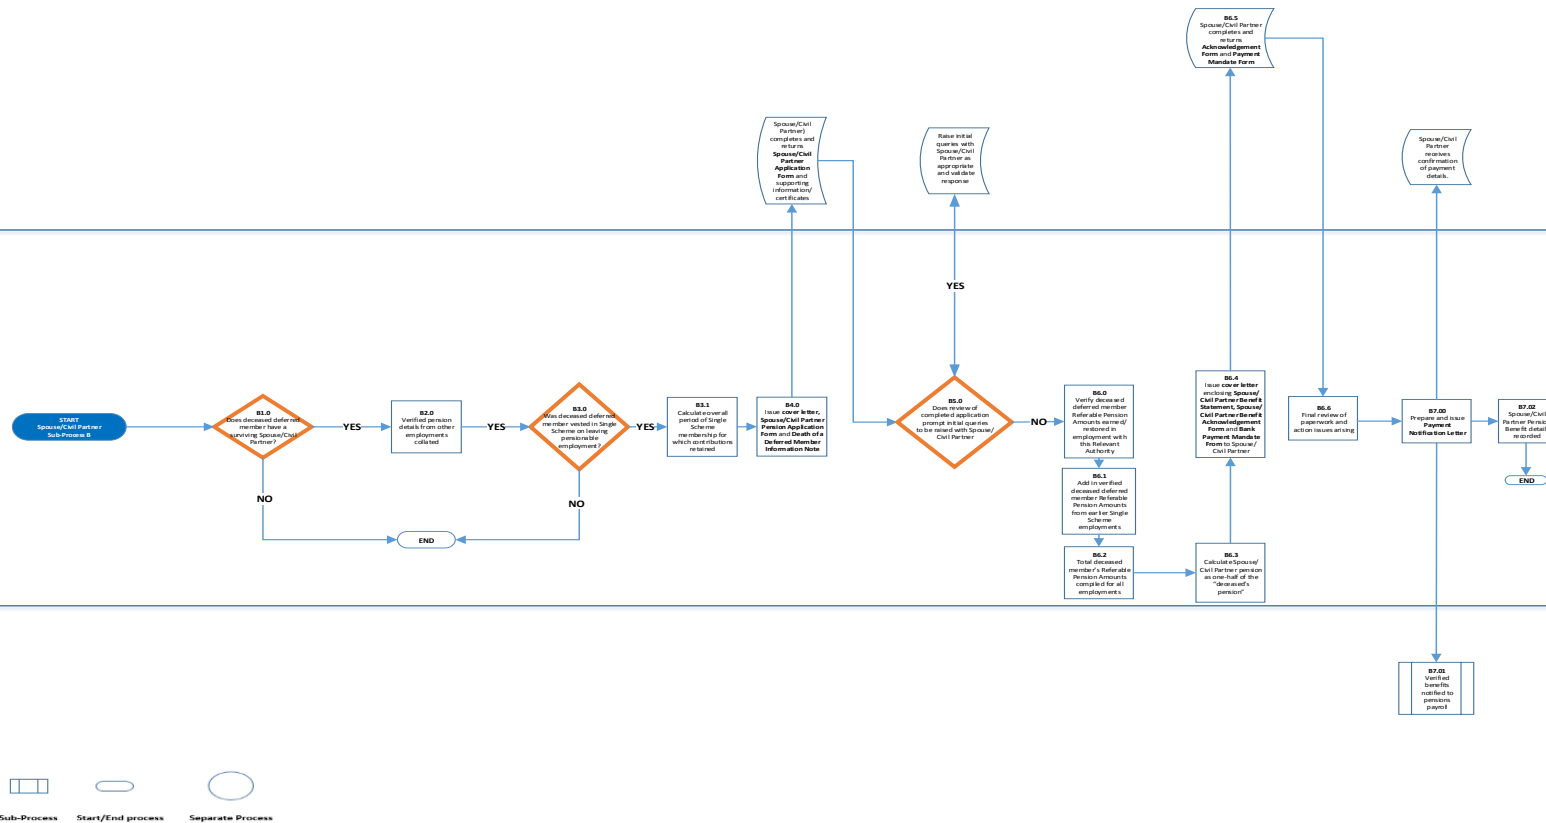 B6.5
Spouse/Civil Partner
completes and
returns
Acknowledgement
Form and Payment
Mandate Form
Spouse/Civil
Partner)
completes and
returns
Spouse/Civil
Partner
Application
Form and
supporting
information/
certificates
Raise initial
queries with
Spouse/Civil
Partner as
appropriate
and validate
response
Spouse/Civil
Partner
receives
confirmation
of payment
details.
YES
START
Spouse/Civil Partner
Sub-Process B
B1.0
Does deceased deferred
member have a
surviving Spouse/Civil
Partner?
YES
NO
B2.0
Verified pension
details from other
employments
collated
YES
B3.0
Was deceased deferred
member vested in Single
Scheme on leaving
pensionable
employment?
YES
NO
END
B3.1
Calculate overall
period of Single
Scheme
membership for
which contributions
retained
B4.0
Issue cover letter,
Spouse/Civil Partner
Pension Application
Form and Death of a
Deferred Member
Information Note
B5.0
Does review of
completed application
prompt initial queries
to be raised with Spouse/
Civil Partner
NO
B6.0
Verify deceased
deferred member
Referable Pension
Amounts earned/
restored in
employment with
this Relevant
Authority
B6.1
Add in verified
deceased deferred
member Referable
Pension Amounts
from earlier Single
Scheme
employments
B6.2
Total deceased
member's Referable
Pension Amounts
compiled for all
employments
B6.3
Calculate Spouse/
Civil Partner pension
as one-half of the
"deceased's
pension"
B6.4
Issue cover letter
enclosing Spouse/
Civil Partner Benefit
Statement, Spouse/
Civil Partner Benefit
Acknowledgement
Form and Bank
Payment Mandate
From to Spouse/
Civil Partner
B6.6
Final review of
paperwork and
action issues arising
B7.00
Prepare and issue
Payment
Notification Letter
B7.02
Spouse/Civil
Partner Pension
Benefit details
recorded
END
B7.01
Verified
benefits
notified to
pensions
payroll
Sub-Process
Start/End process
Separate Process